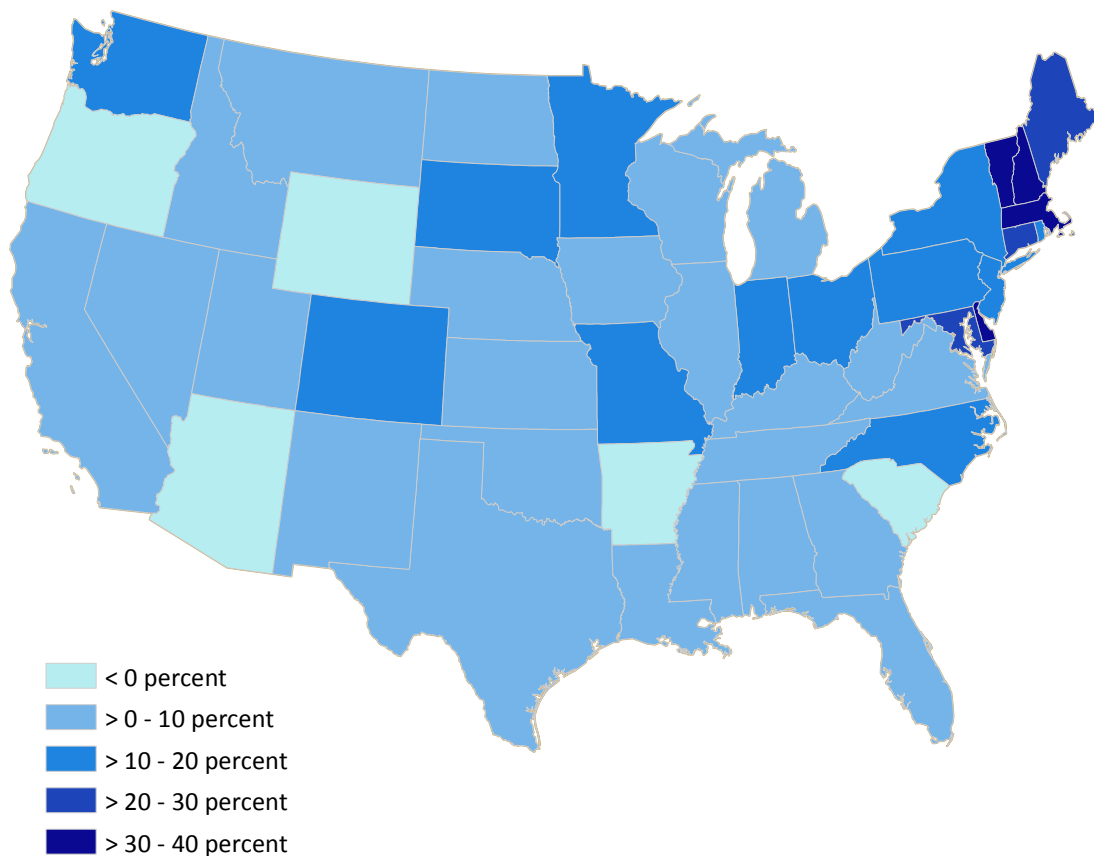 < 0 percent
> 0 - 10 percent
> 10 - 20 percent
> 20 - 30 percent
> 30 - 40 percent